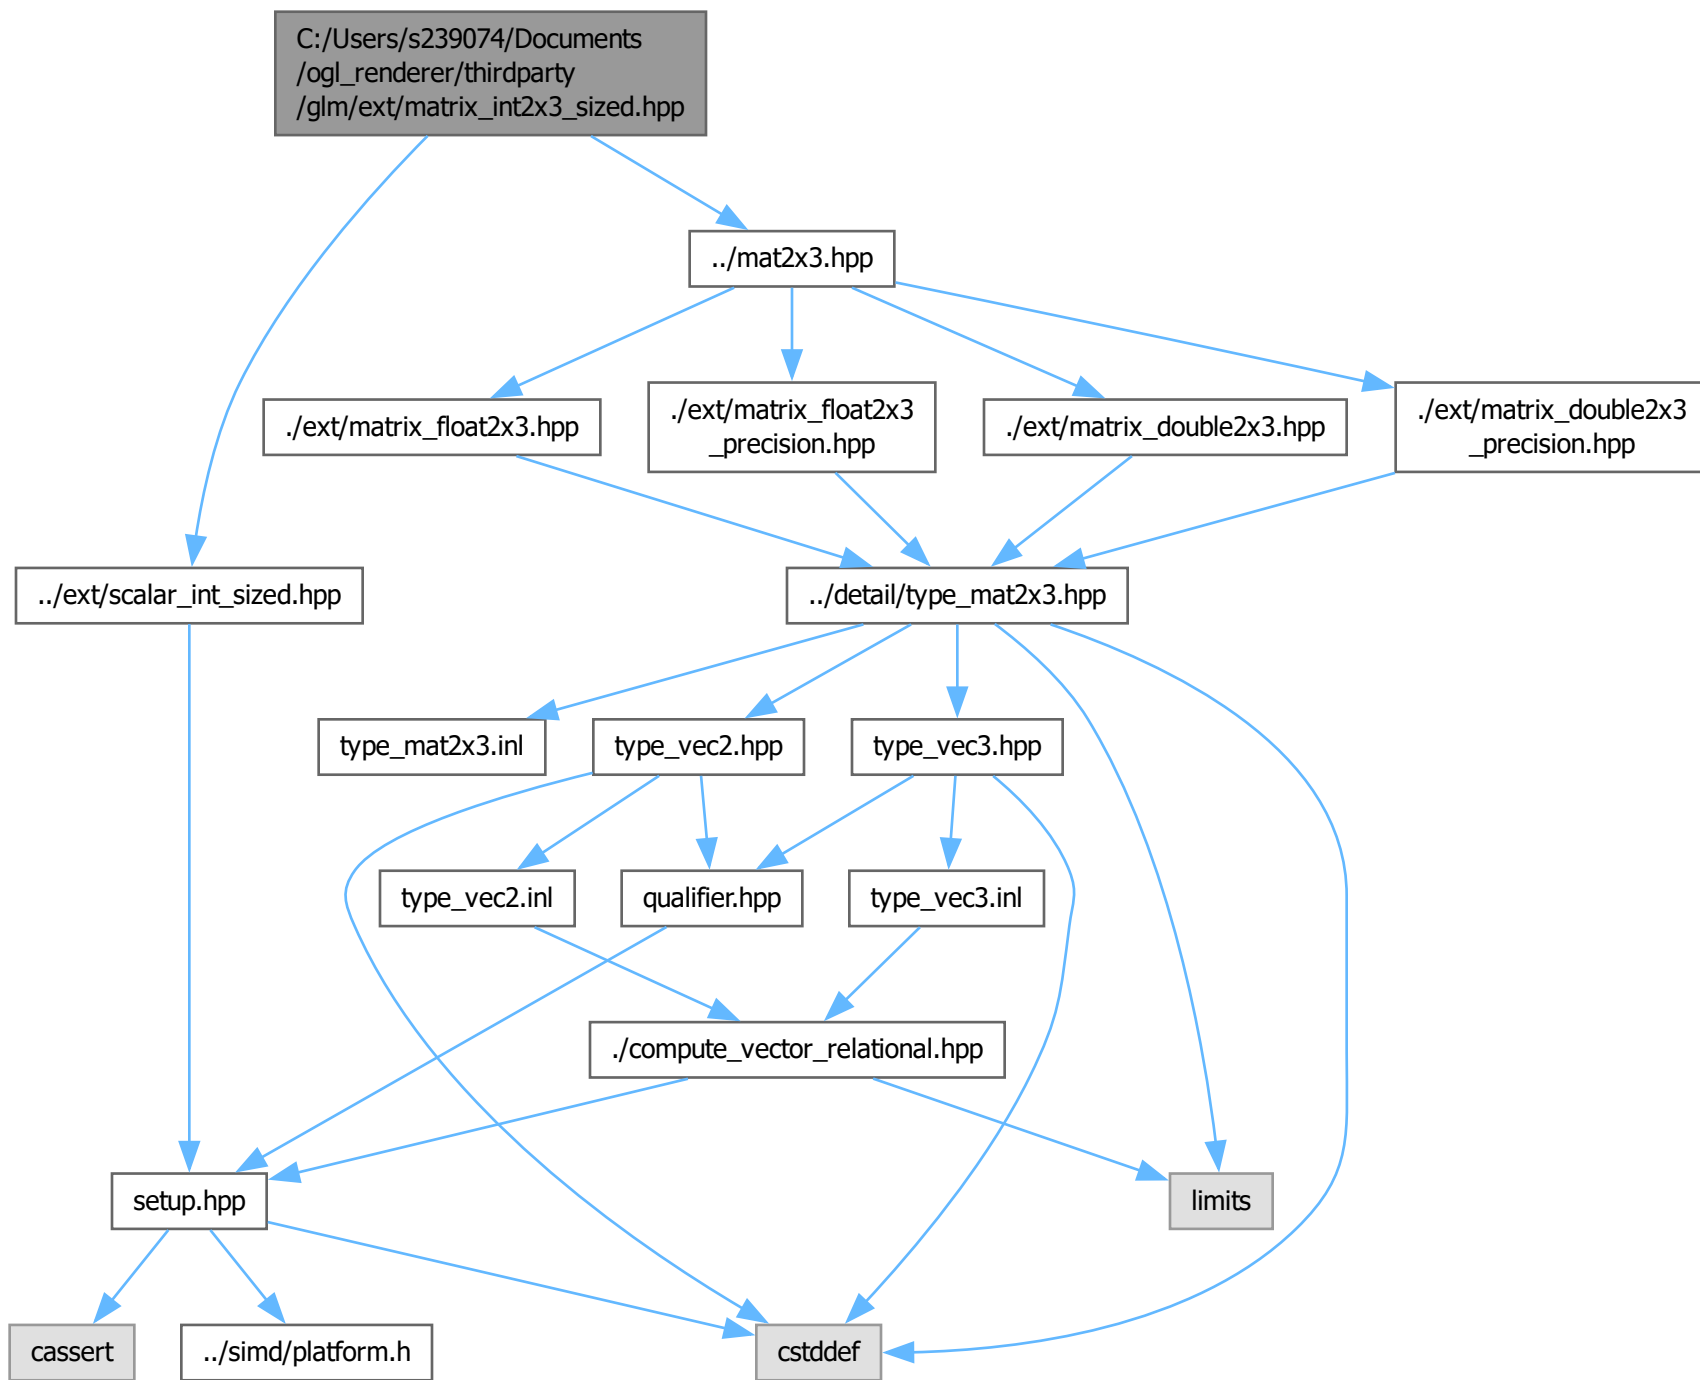 C:/Users/s239074/Documents
/ogl_renderer/thirdparty
/glm/ext/matrix_int2x3_sized.hpp
../mat2x3.hpp
./ext/matrix_float2x3.hpp
./ext/matrix_float2x3
_precision.hpp
./ext/matrix_double2x3.hpp
./ext/matrix_double2x3
_precision.hpp
../ext/scalar_int_sized.hpp
../detail/type_mat2x3.hpp
type_mat2x3.inl
type_vec2.hpp
type_vec3.hpp
type_vec2.inl
qualifier.hpp
type_vec3.inl
./compute_vector_relational.hpp
setup.hpp
limits
cassert
../simd/platform.h
cstddef